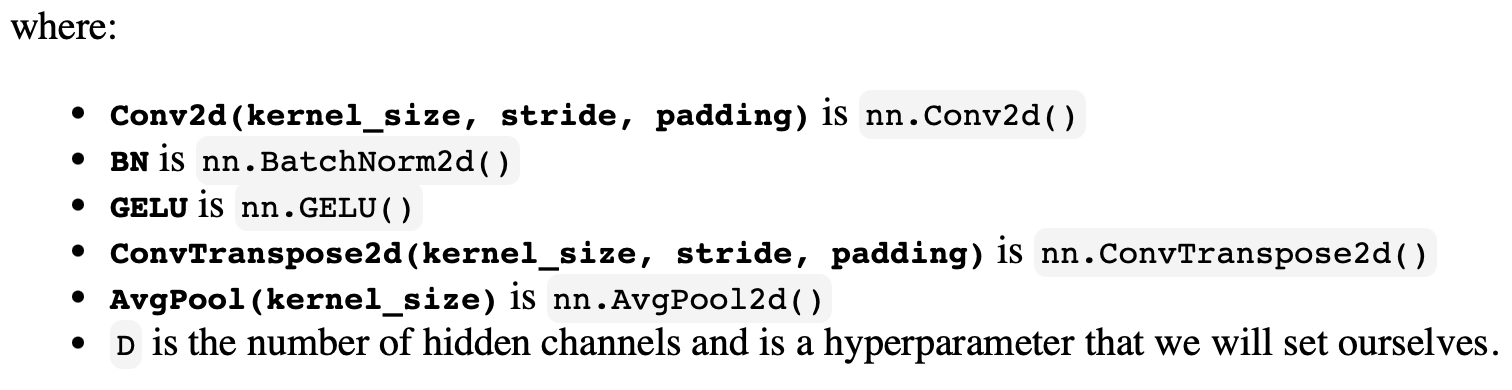 where:
• Conv2d(kernel_size, stride, padding) is nn.Conv2d()
• BN is nn.BatchNorm2d()
• GELU is nn.GELU()
• ConvTranspose2d(kernel_size, stride, padding) is nn.ConvTranspose2d()
• AvgPool(kernel_size) is nn.AvgPool2d()
• D is the number of hidden channels and is a hyperparameter that we will set ourselves.